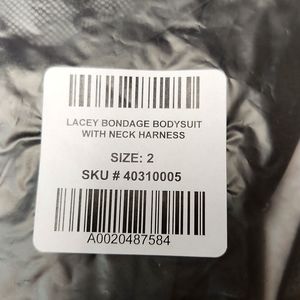 LACEY BONDAGE BODYSUIT
WITH NECK HARNESS
SIZE: 2
SKU # 40310005
A0020487584